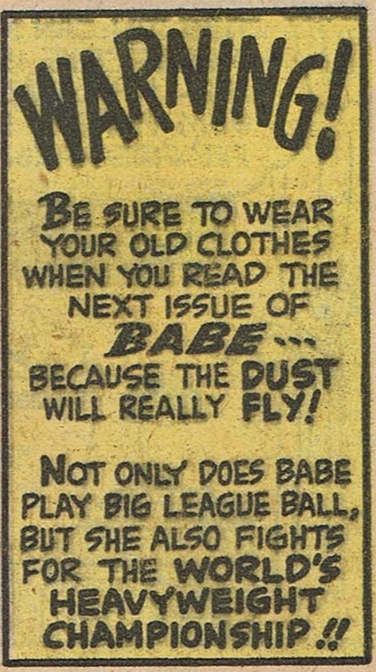 WARNING!
BE SURE TO WEAR
YOUR OLD CLOTHES
WHEN YOU READ THE
NEXT ISSUE OF
BABE...
BECAUSE THE DUST
WILL REALLY FLY!
NOT ONLY DOES BABE
PLAY BIG LEAGUE BALL,
BUT SHE ALSO FIGHTS
FOR THE WORLD'S
HEAVYWEIGHT
CHAMPIONSHIP!!